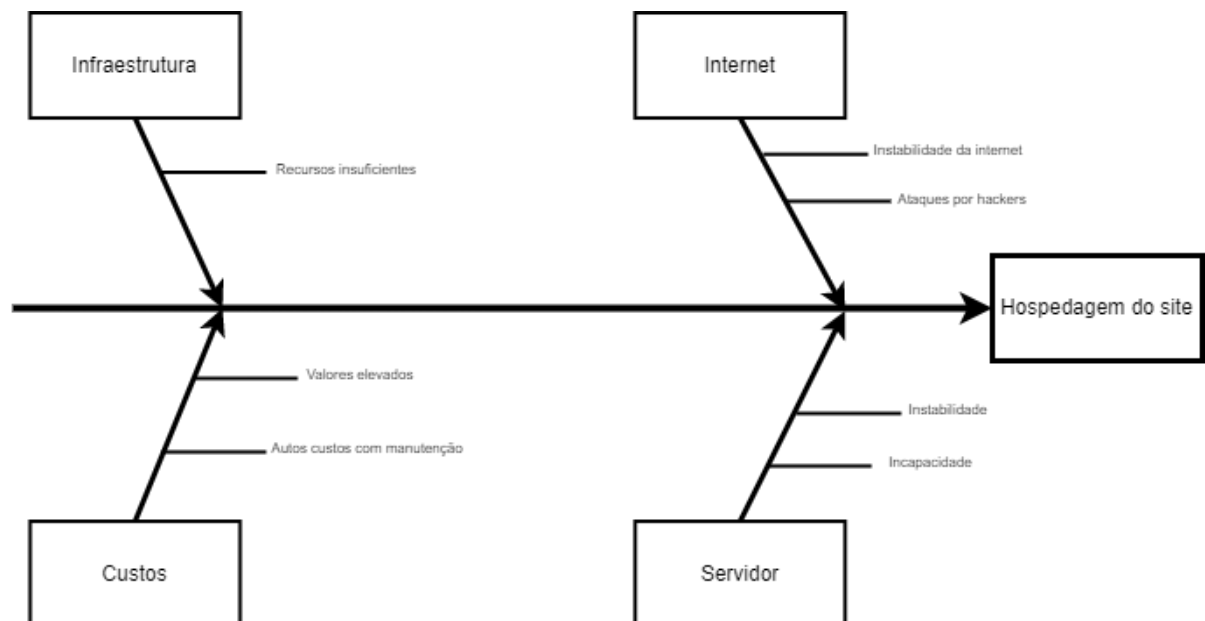 Infraestrutura
Internet
Instabilidade da internet
Recursos insuficientes
Ataques por hackers
Hospedagem do site
Valores elevados
Instabilidade
Autos custos com manutenção
Incapacidade
Custos
Servidor